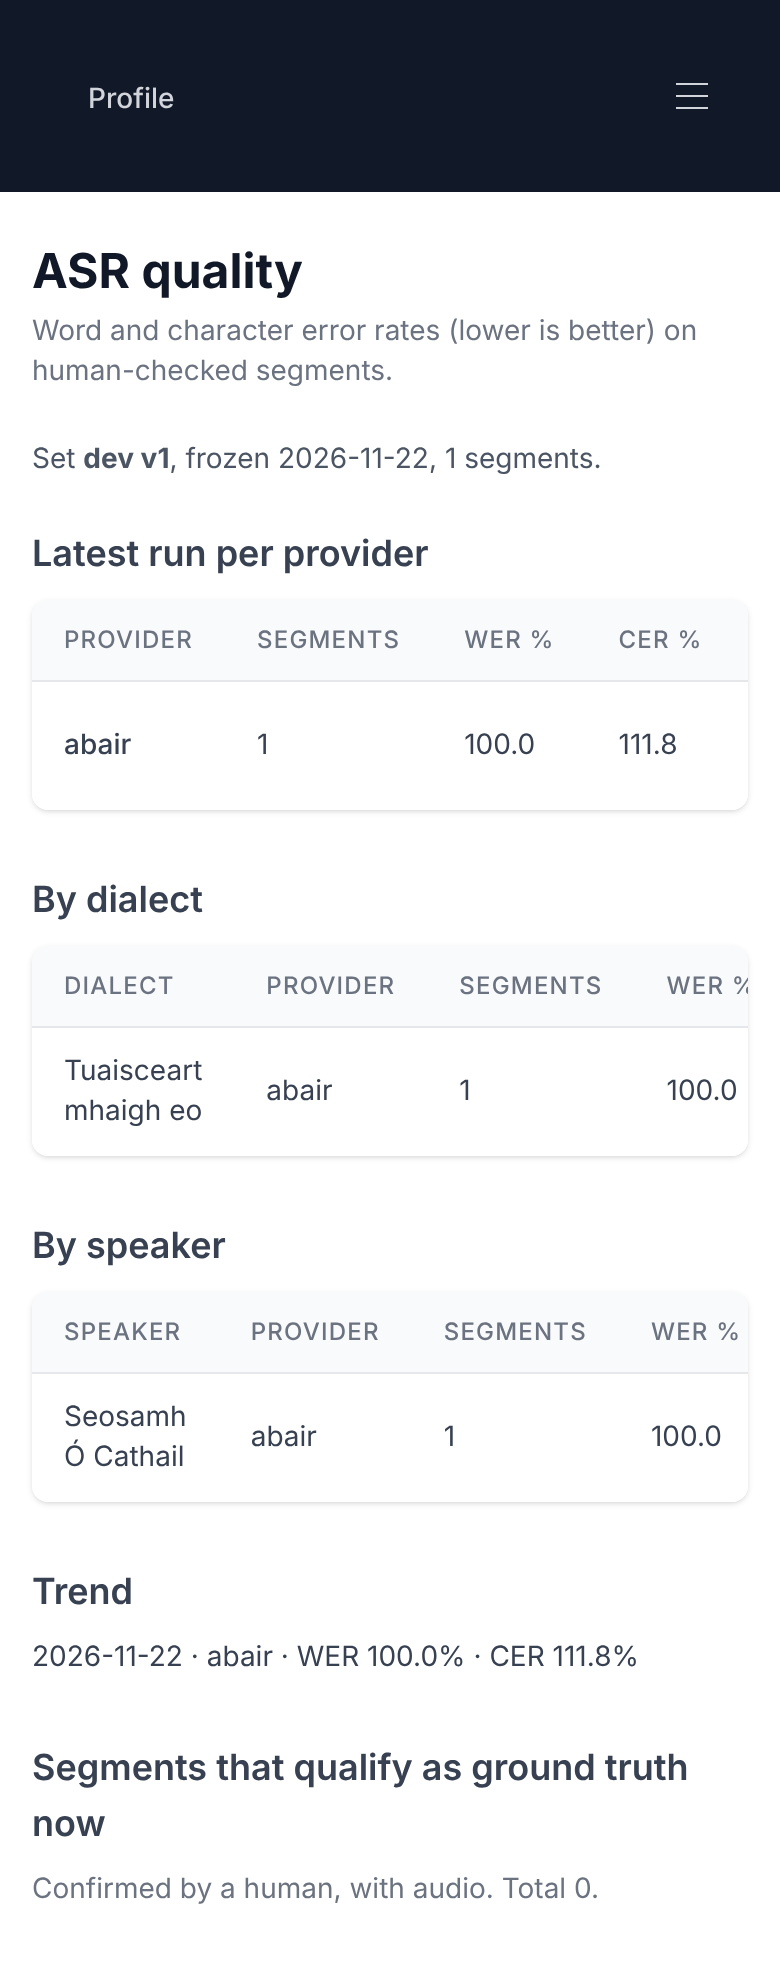 Profile
ASR quality
Word and character error rates (lower is better) on
human-checked segments.
Set dev v1, frozen 2026-11-22, 1 segments.
Latest run per provider
PROVIDER SEGMENTS WER % CER %
abair 1 100.0 111.8
By dialect
DIALECT PROVIDER SEGMENTS WER %
Tuaisceart
mhaigh eo abair 1 100.0
By speaker
SPEAKER PROVIDER SEGMENTS WER %
Seosamh
Ó Cathail abair 1 100.0
Trend
2026-11-22 · abair · WER 100.0% · CER 111.8%
Segments that qualify as ground truth
now
Confirmed by a human, with audio. Total 0.